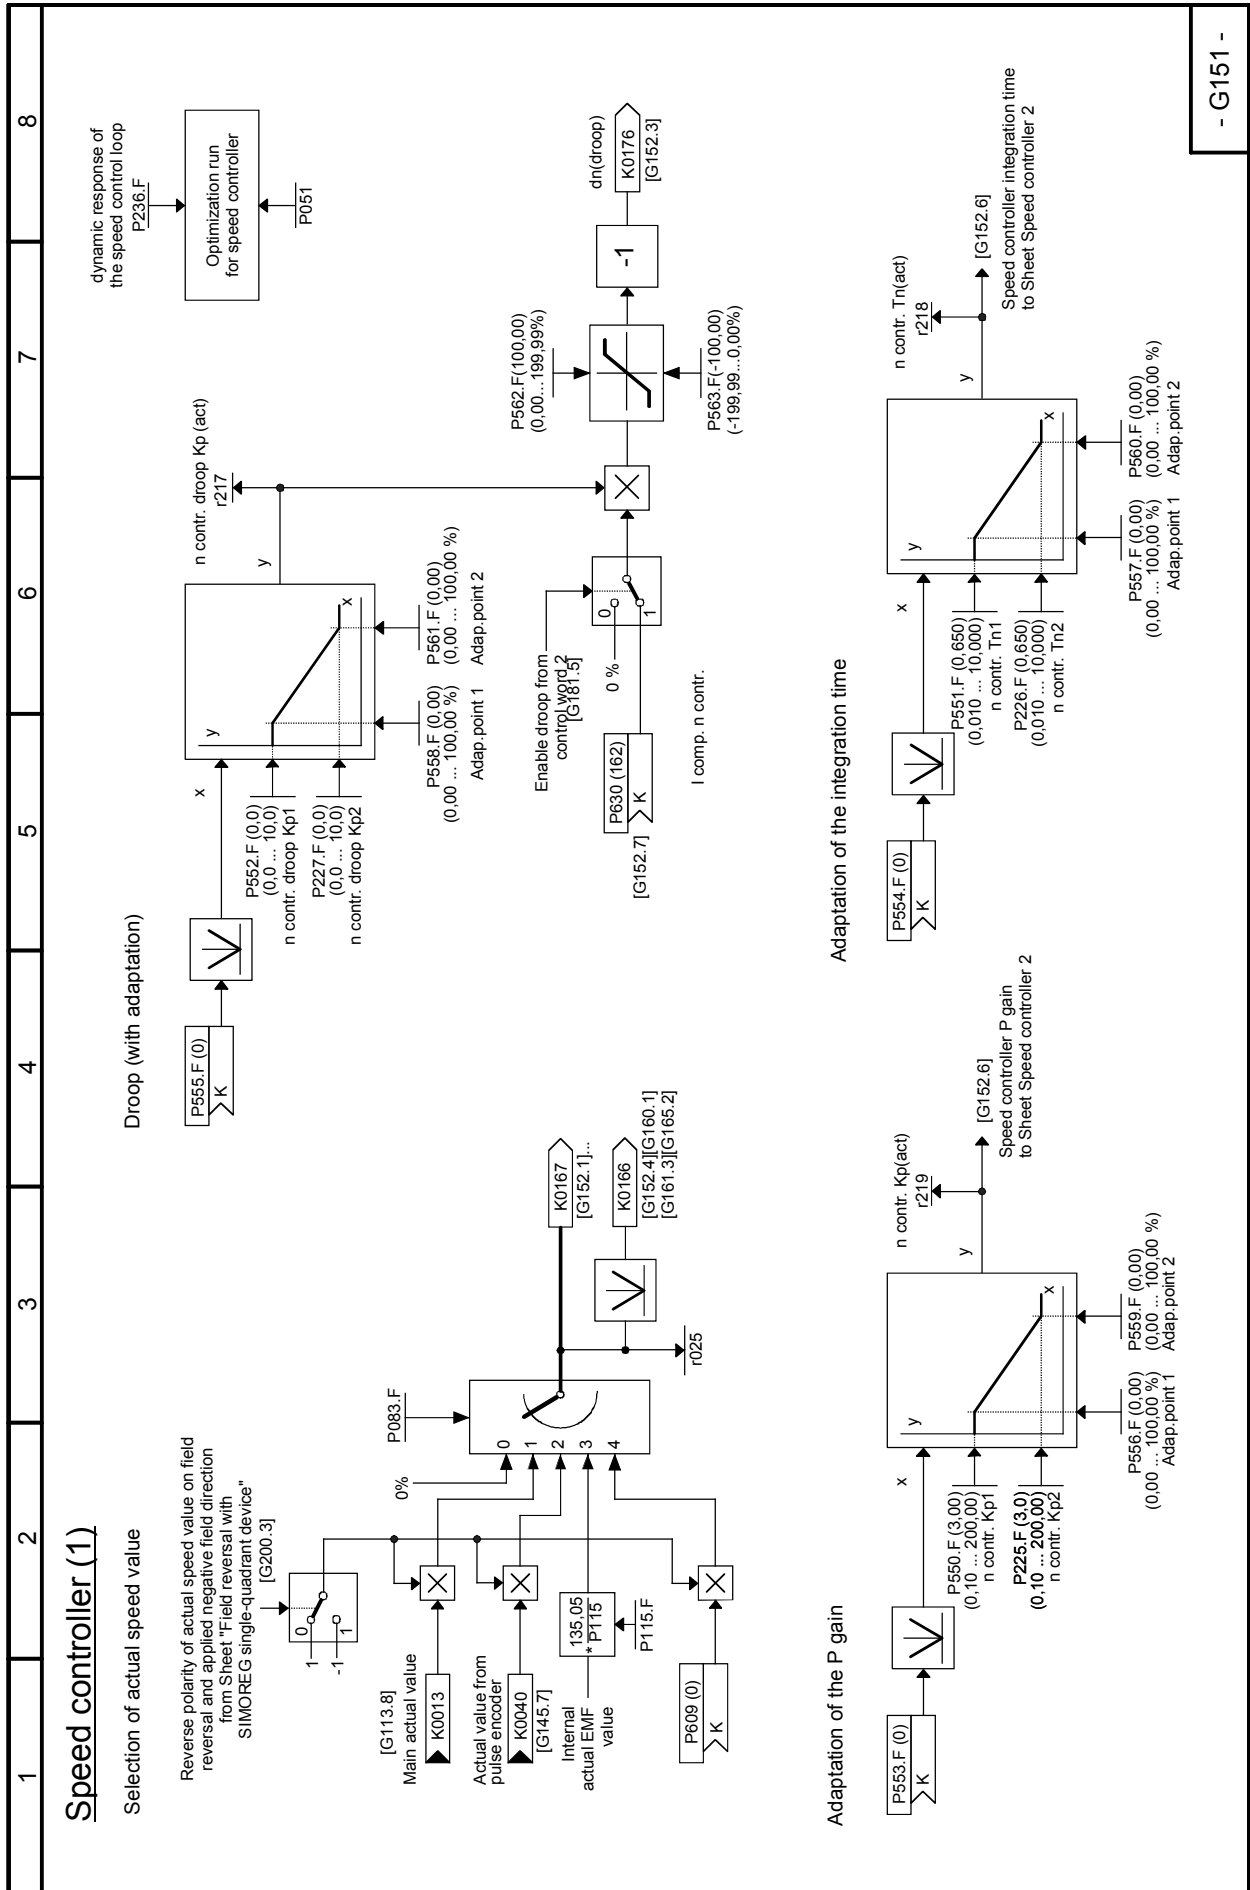 1
2
3
4
5
6
7
8
Speed controller (1)
Selection of actual speed value
Reverse polarity of actual speed value on field
reversal and applied negative field direction
from Sheet "Field reversal with
SIMOREG single-quadrant device"
[G200.3]
0
1
1
-1
[G113.8]
Main actual value
K0013
Actual value from
pulse encoder
K0040
[G145.7]
Internal
actual EMF
value
135,05
* P115
P115.F
P609 (0)
K
0%
P083.F
0
1
2
3
4
r025
K0167
[G152.1]...
K0166
[G152.4][G160.1]
[G161.3][G165.2]
Droop (with adaptation)
P555.F (0)
K
x
P552.F (0,0)
(0,0 ... 10,0)
n contr. droop Kp1
P227.F (0,0)
(0,0 ... 10,0)
n contr. droop Kp2
y
x
P558.F (0,00)
(0,00 ... 100,00 %)
Adap.point 1
P561.F (0,00)
(0,00 ... 100,00 %)
Adap.point 2
y
n contr. droop Kp (act)
r217
Enable droop from
control word 2
[G181.5]
0 %
0
1
P630 (162)
K
[G152.7]
I comp. n contr.
P562.F(100,00)
(0,00...199,99%)
P563.F(-100,00)
(-199,99...0,00%)
-1
dn(droop)
K0176
[G152.3]
dynamic response of
the speed control loop
P236.F
Optimization run
for speed controller
P051
Adaptation of the P gain
P553.F (0)
K
x
P550.F (3,00)
(0,10 ... 200,00)
n contr. Kp1
P225.F (3,0)
(0,10 ... 200,00)
n contr. Kp2
y
x
P556.F (0,00)
(0,00 ... 100,00 %)
Adap.point 1
P559.F (0,00)
(0,00 ... 100,00 %)
Adap.point 2
y
n contr. Kp(act)
r219
[G152.6]
Speed controller P gain
to Sheet Speed controller 2
Adaptation of the integration time
P554.F (0)
K
x
P551.F (0,650)
(0,010 ... 10,000)
n contr. Tn1
P226.F (0,650)
(0,010 ... 10,000)
n contr. Tn2
y
x
P557.F (0,00)
(0,00 ... 100,00 %)
Adap.point 1
P560.F (0,00)
(0,00 ... 100,00 %)
Adap.point 2
y
n contr. Tn(act)
r218
[G152.6]
Speed controller integration time
to Sheet Speed controller 2
- G151 -